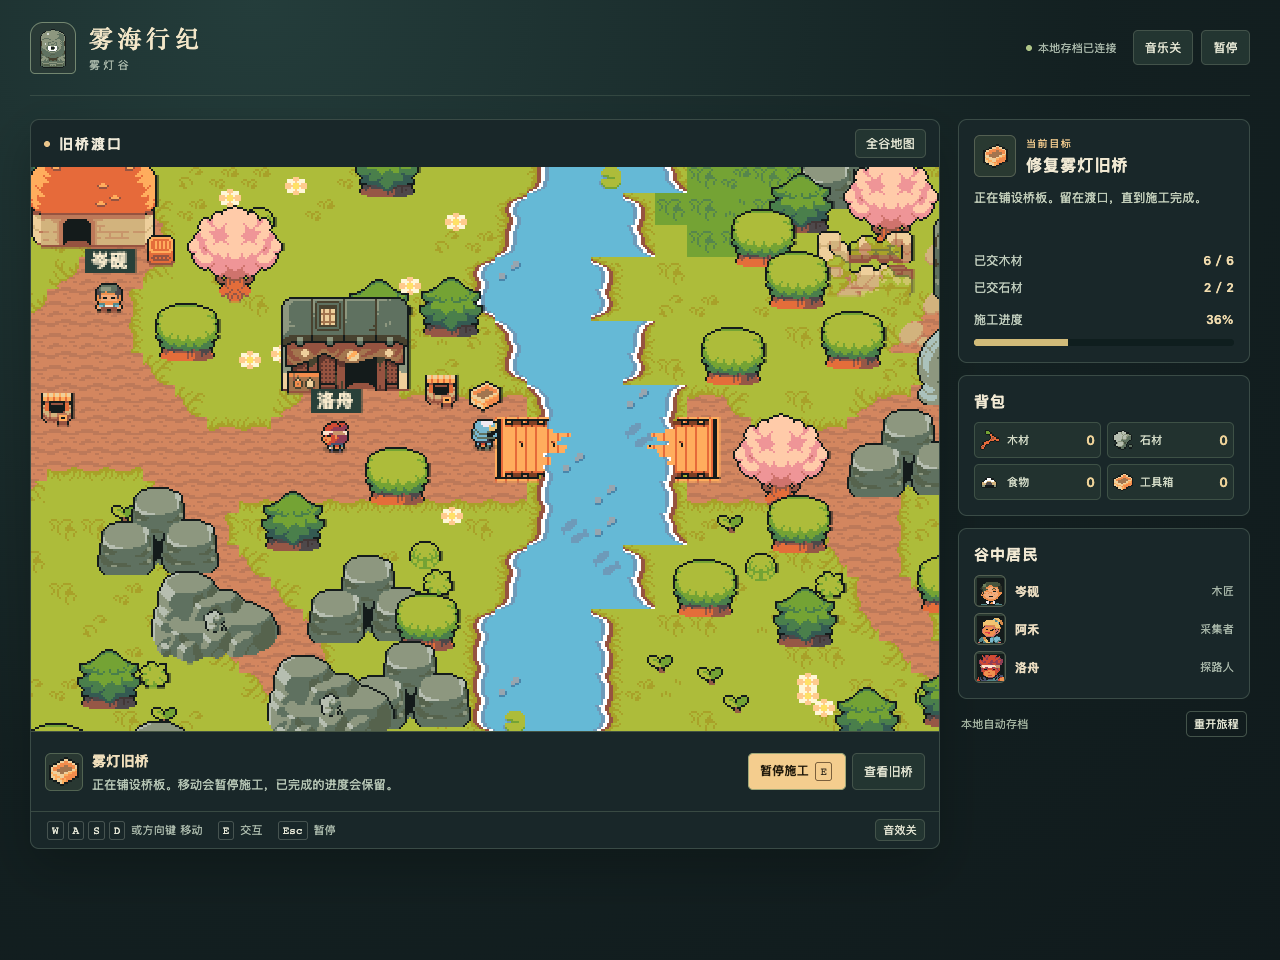 雾海行纪
雾灯谷
本地存档已连接
音乐关
暂停
旧桥渡口
全谷地图
岑砚
洛舟
雾灯旧桥
正在铺设桥板。移动会暂停施工，已完成的进度会保留。
暂停施工 E
查看旧桥
W A S D 或方向键 移动 E 交互 Esc 暂停
音效关
当前目标
修复雾灯旧桥
正在铺设桥板。留在渡口，直到施工完成。
已交木材 6 / 6
已交石材 2 / 2
施工进度 36%
背包
木材 0
石材 0
食物 0
工具箱 0
谷中居民
岑砚 木匠
阿禾 采集者
洛舟 探路人
本地自动存档
重开旅程